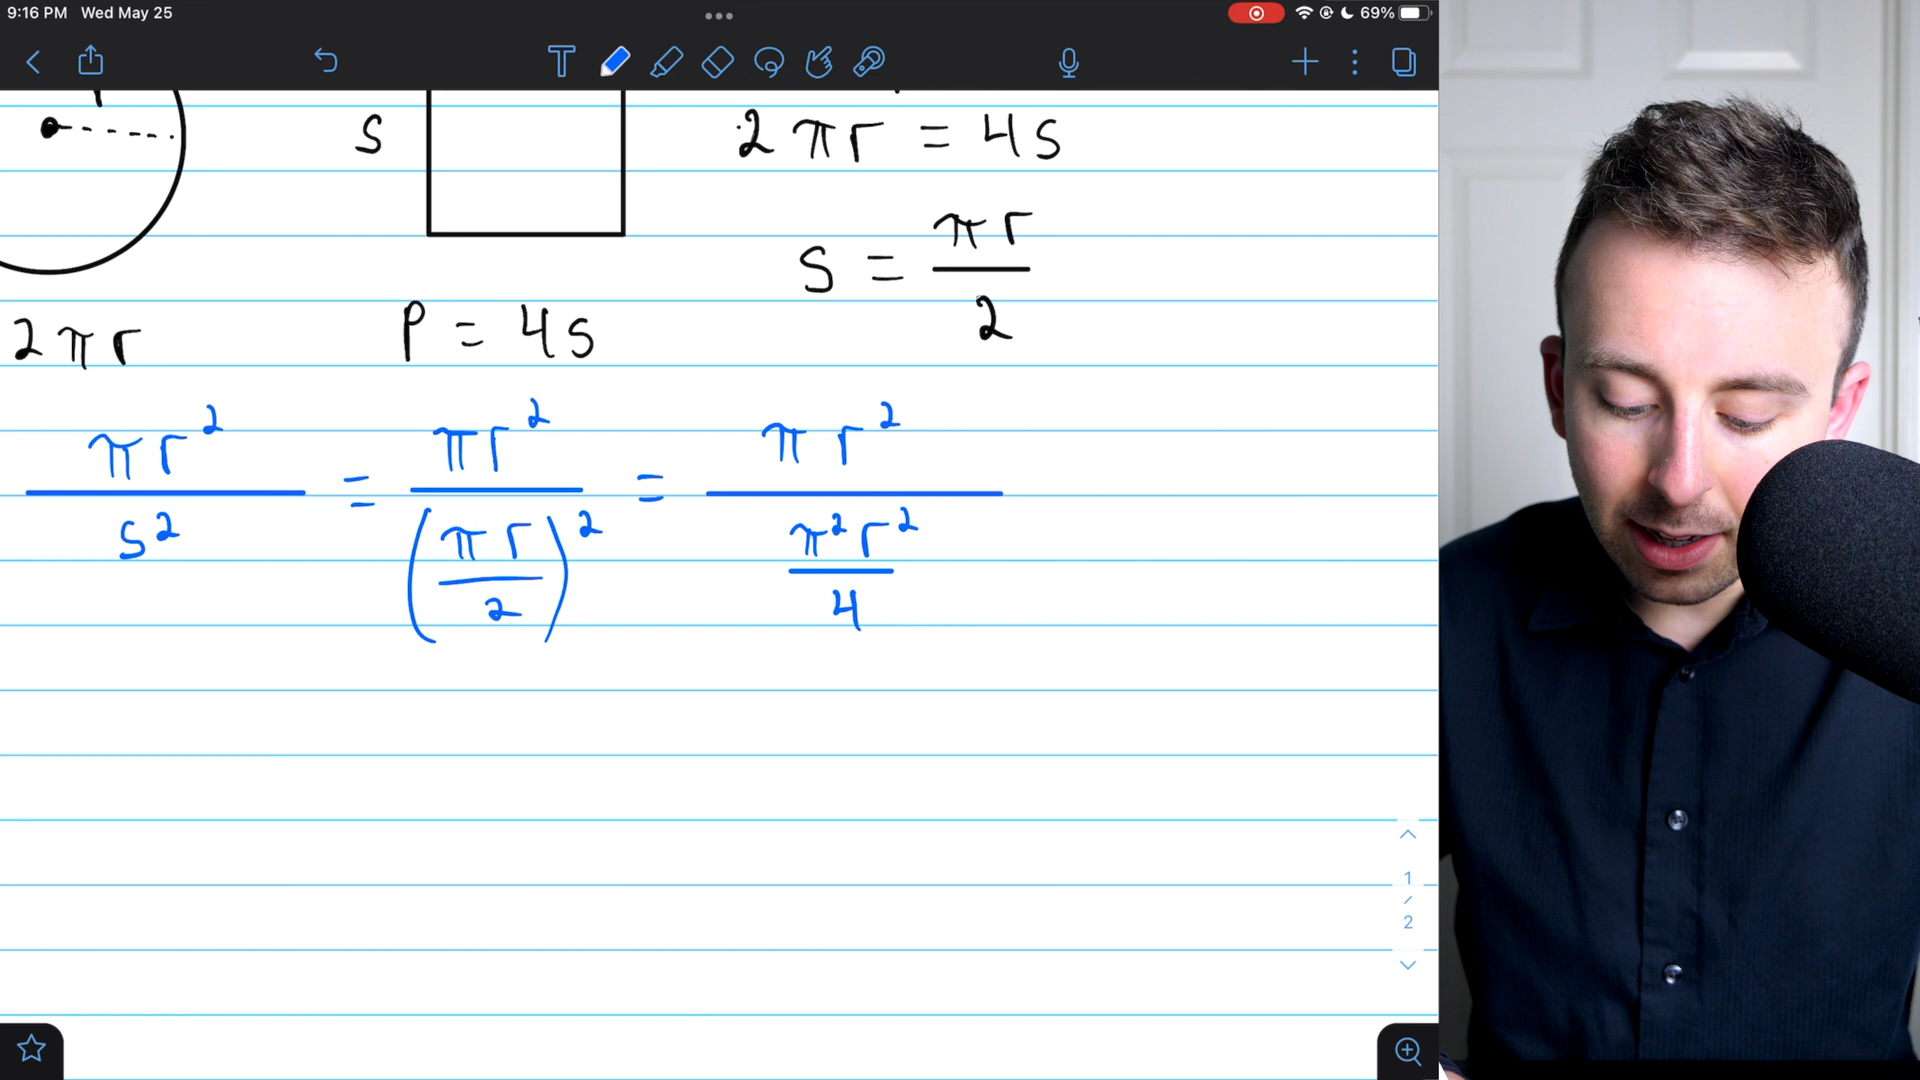 9:16 PM Wed May 25
69%
T
S
2πr = 4s
s = πr/2
2πr
P = 4s
πr²/s² = πr²/(πr/2)² = πr²/(π²r²/4)
1
/
2